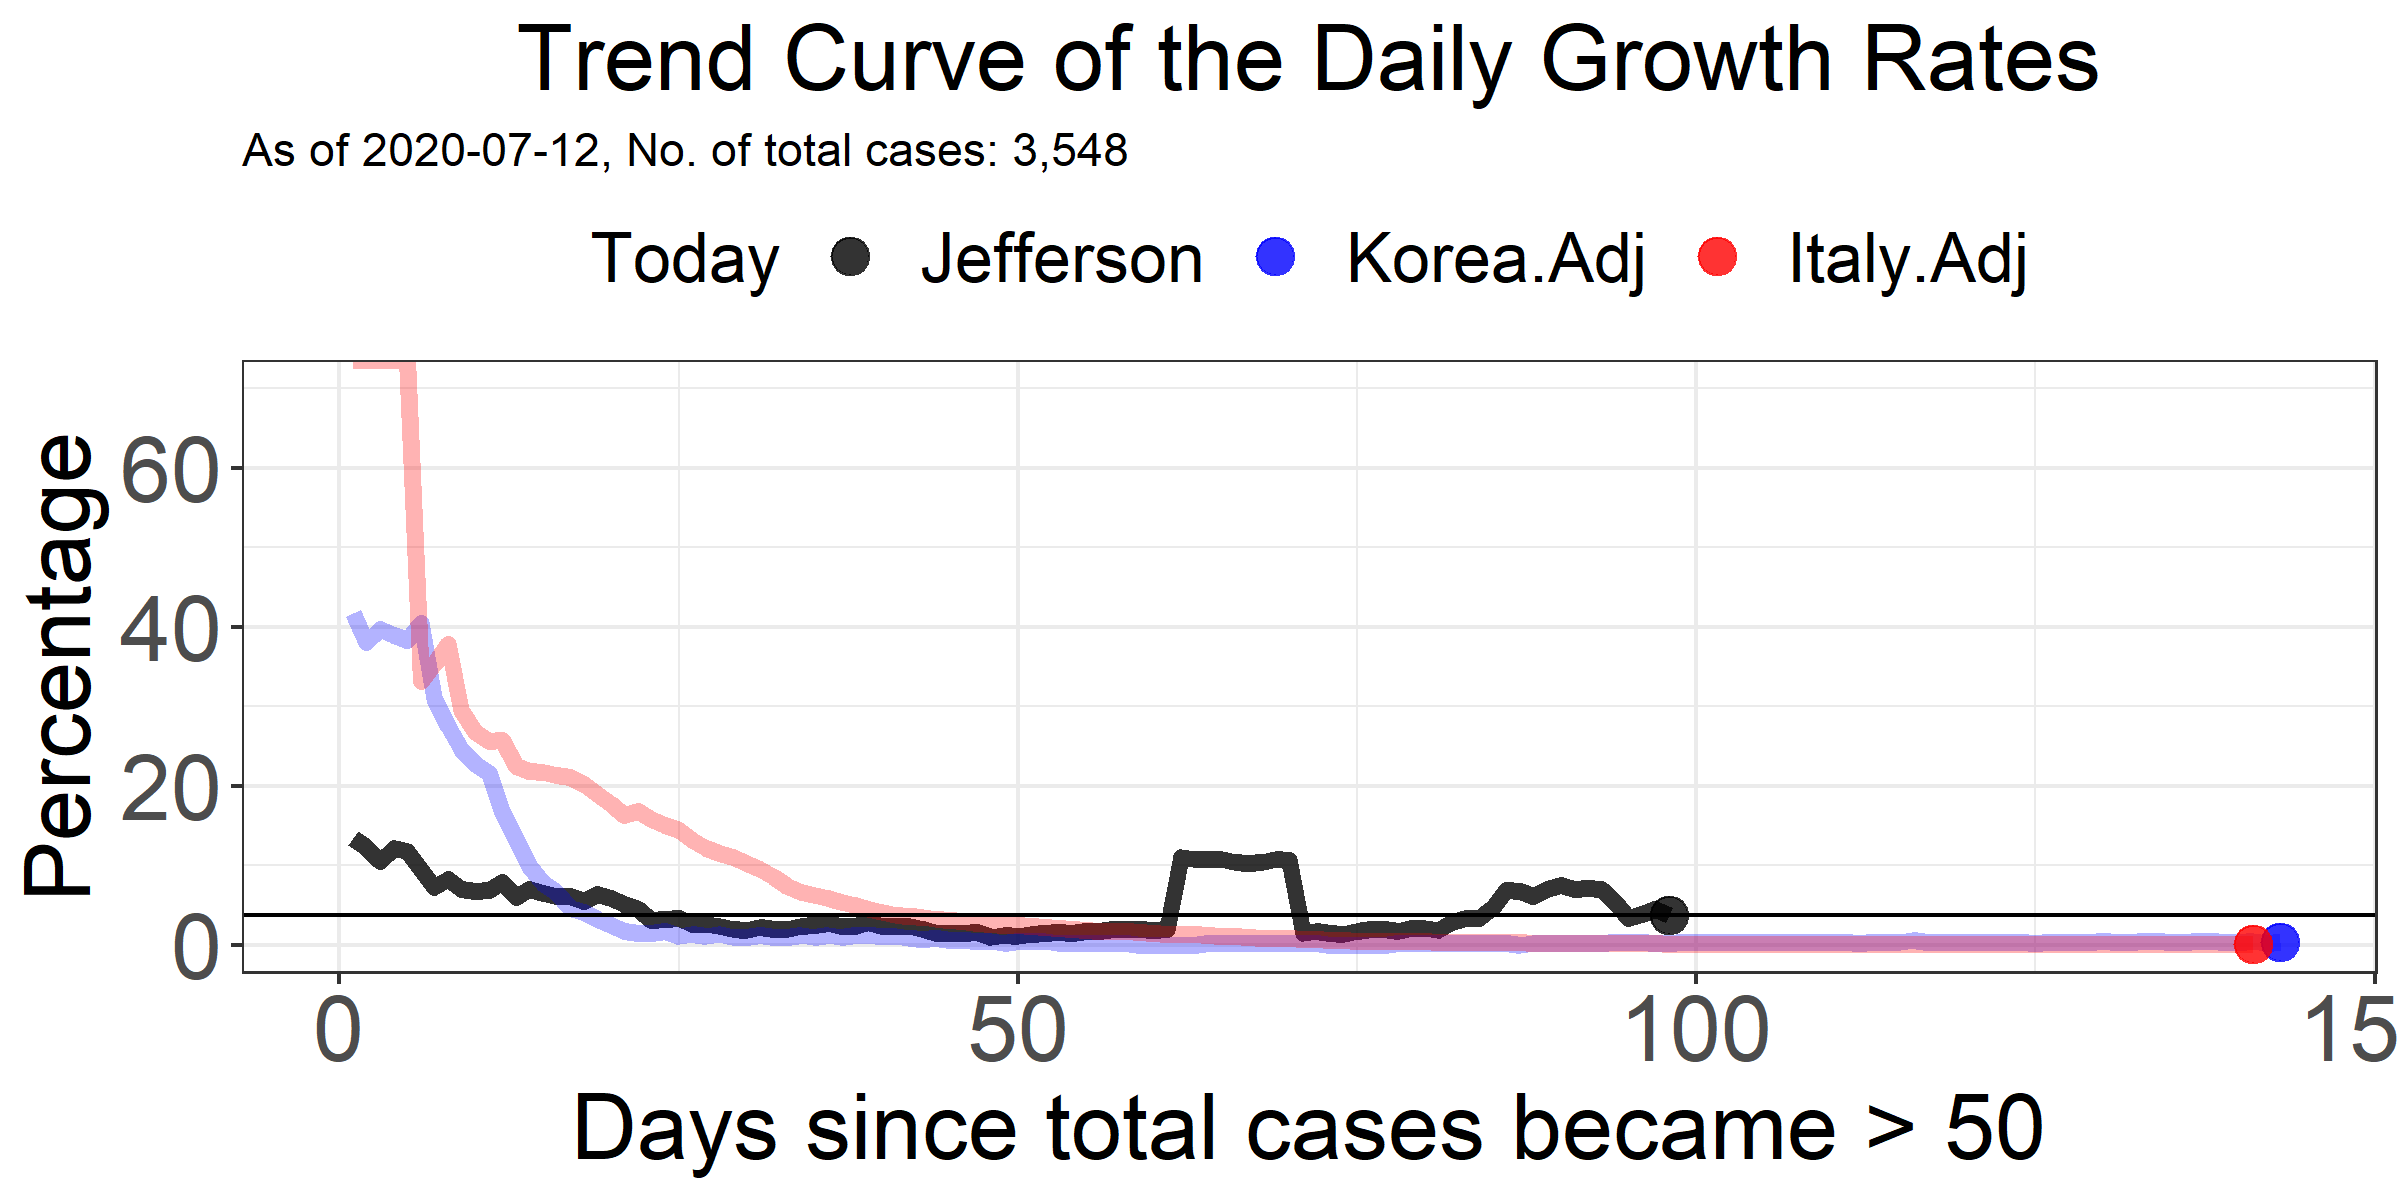 Trend Curve of the Daily Growth Rates
As of 2020-07-12, No. of total cases: 3,548
Today Jefferson Korea.Adj Italy.Adj
Percentage
60
40
20
0
0 50 100 15
Days since total cases became > 50